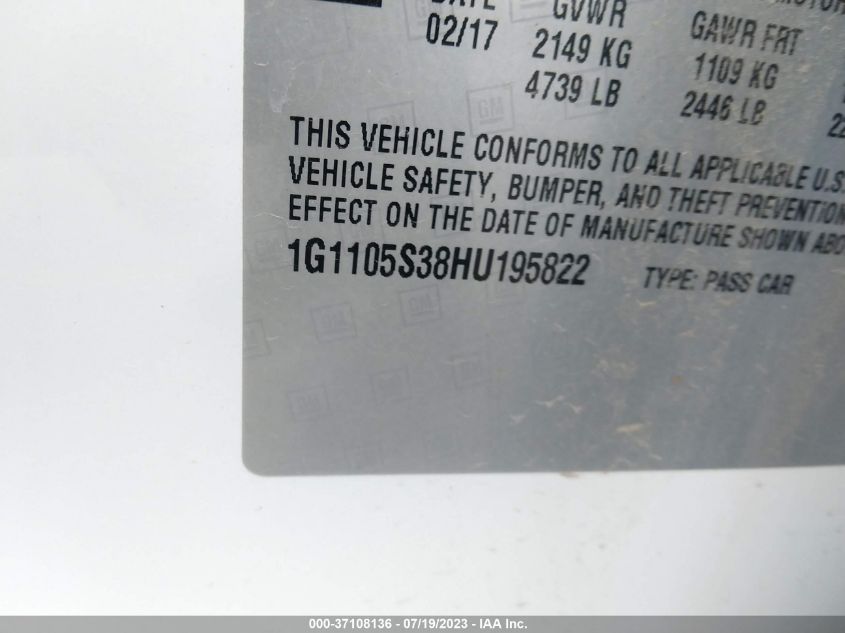 DATE GVWR GAWR FRT
02/17 2149 KG 1109 KG
4739 LB 2446 LB
THIS VEHICLE CONFORMS TO ALL APPLICABLE U.S.
VEHICLE SAFETY, BUMPER, AND THEFT PREVENTION
EFFECT ON THE DATE OF MANUFACTURE SHOWN ABO
1G1105S38HU195822 TYPE: PASS CAR
000-37108136 - 07/19/2023 - IAA Inc.